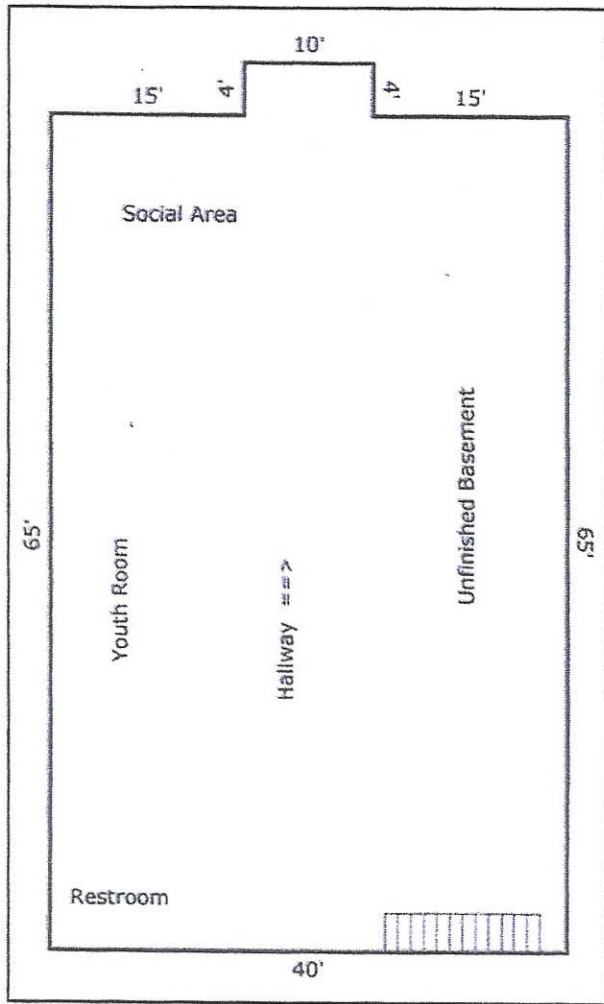 10'
15'
4'
4'
15'
Social Area
65'
Youth Room
Hallway ==>
Unfinished Basement
65'
Restroom
40'